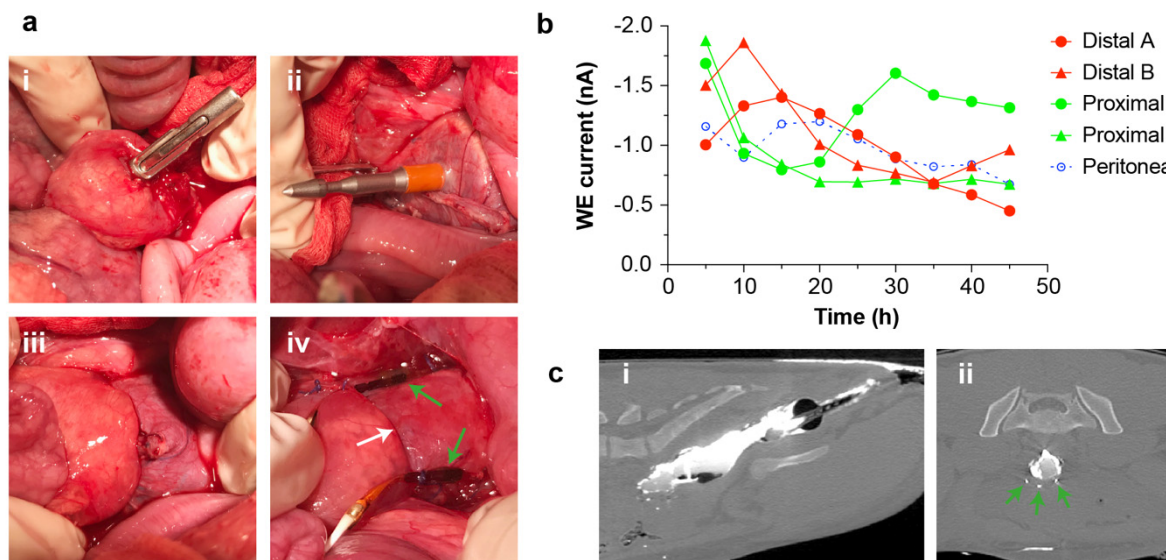 a
i
ii
iii
iv
b
WE current (nA)
-2.0
-1.5
-1.0
-0.5
0.0
0
10
20
30
40
50
Time (h)
Distal A
Distal B
Proximal
Proximal
Peritonea
c
i
ii